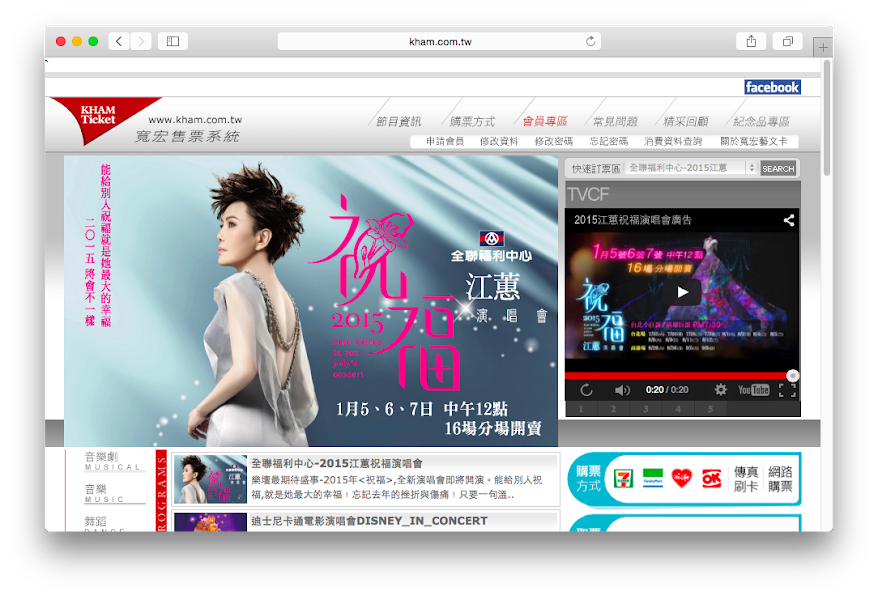 kham.com.tw
facebook
KHAM
Ticket
www.kham.com.tw
寬宏售票系統
節目資訊 購票方式 會員專區 常見問題 精采回顧 紀念品專區
申請會員 修改資料 修改密碼 忘記密碼 消費資料查詢 關於寬宏藝文卡
能給別人祝福就是她最大的幸福
二〇一五將會不一樣
祝福
2015
全聯福利中心
江蕙
演唱會
1月5、6、7日 中午12點
16場分場開賣
快速訂票區 全聯福利中心-2015江蕙 SEARCH
TVCF
2015江蕙祝福演唱會廣告
1月5號6號7號 中午12點
16場 分場開賣
祝福
2015
江蕙 演唱會
0:20 / 0:20
YouTube
1 2 3 4 5
音樂劇
MUSICAL
音樂
MUSIC
舞蹈
DANCE
ROGRAMS
全聯福利中心-2015江蕙祝福演唱會
樂壇最期待盛事-2015年<祝福>,全新演唱會即將開演。能給別人祝
福,就是她最大的幸福！忘記去年的挫折與傷痛！只要一句溫..
迪士尼卡通電影演唱會DISNEY_IN_CONCERT
購票
方式
FamilyMart
Hi-Life
OK
傳真
刷卡
網路
購票